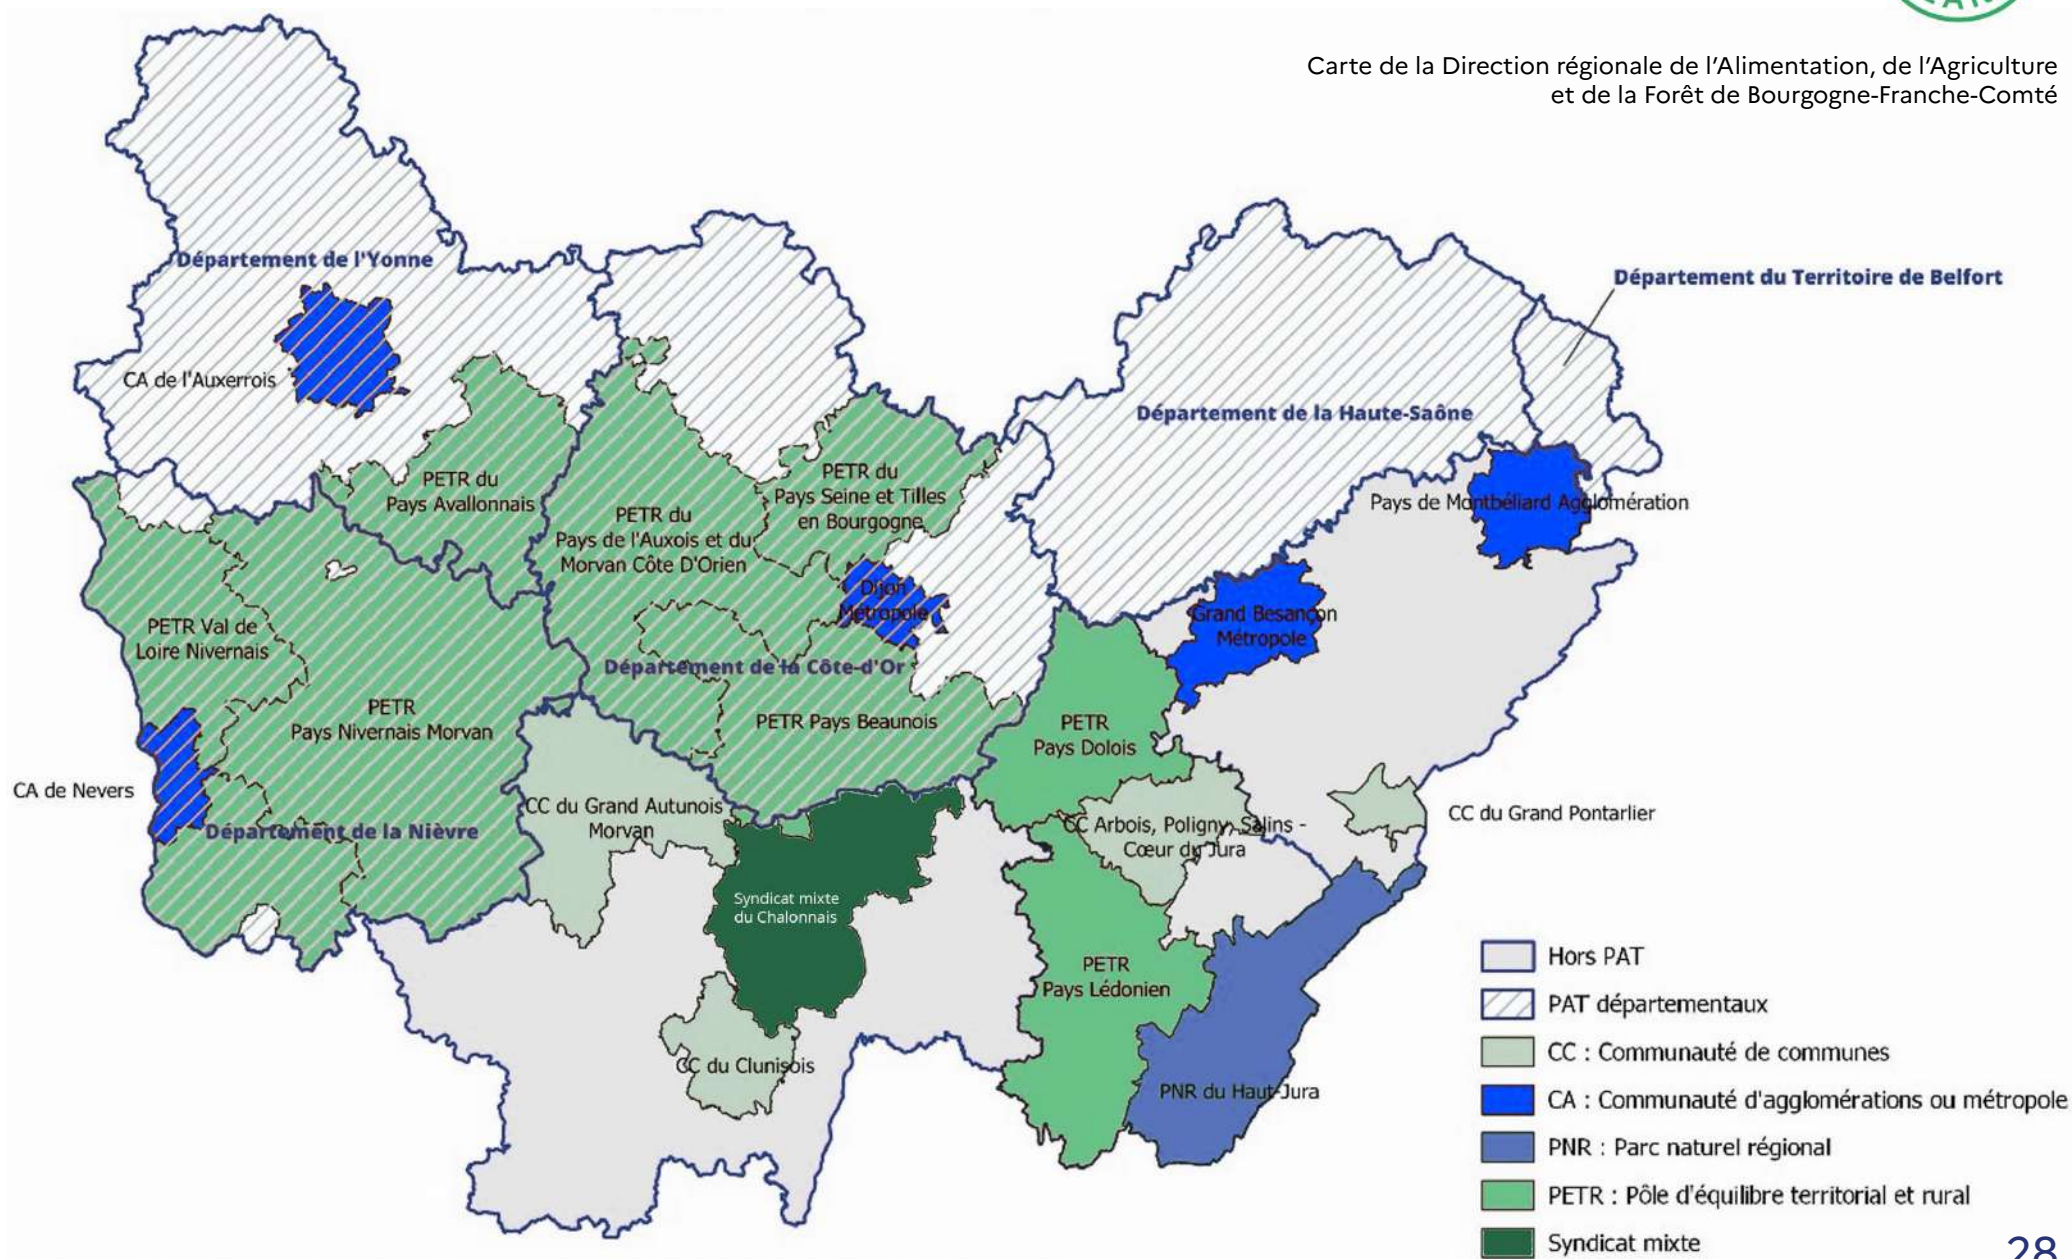 Carte de la Direction régionale de l'Alimentation, de l'Agriculture
et de la Forêt de Bourgogne-Franche-Comté
Département de l'Yonne
Département du Territoire de Belfort
CA de l'Auxerrois
Département de la Haute-Saône
PETR du
Pays Avallonnais
PETR du
Pays Seine et Tilles
en Bourgogne
Pays de Montbéliard Agglomération
PETR du
Pays de l'Auxois et du
Morvan Côte D'Orien
Dijon
Métropole
Grand Besançon
Métropole
PETR Val de
Loire Nivernais
Département de la Côte-d'Or
PETR
Pays Nivernais Morvan
PETR Pays Beaunois
PETR
Pays Dolois
CA de Nevers
CC du Grand Autunois
Morvan
CC du Grand Pontarlier
Département de la Nièvre
CC Arbois, Poligny, Salins -
Cœur du Jura
Syndicat mixte
du Chalonnais
PETR
Pays Lédonien
CC du Clunisois
PNR du Haut-Jura
Hors PAT
PAT départementaux
CC : Communauté de communes
CA : Communauté d'agglomérations ou métropole
PNR : Parc naturel régional
PETR : Pôle d'équilibre territorial et rural
Syndicat mixte
28